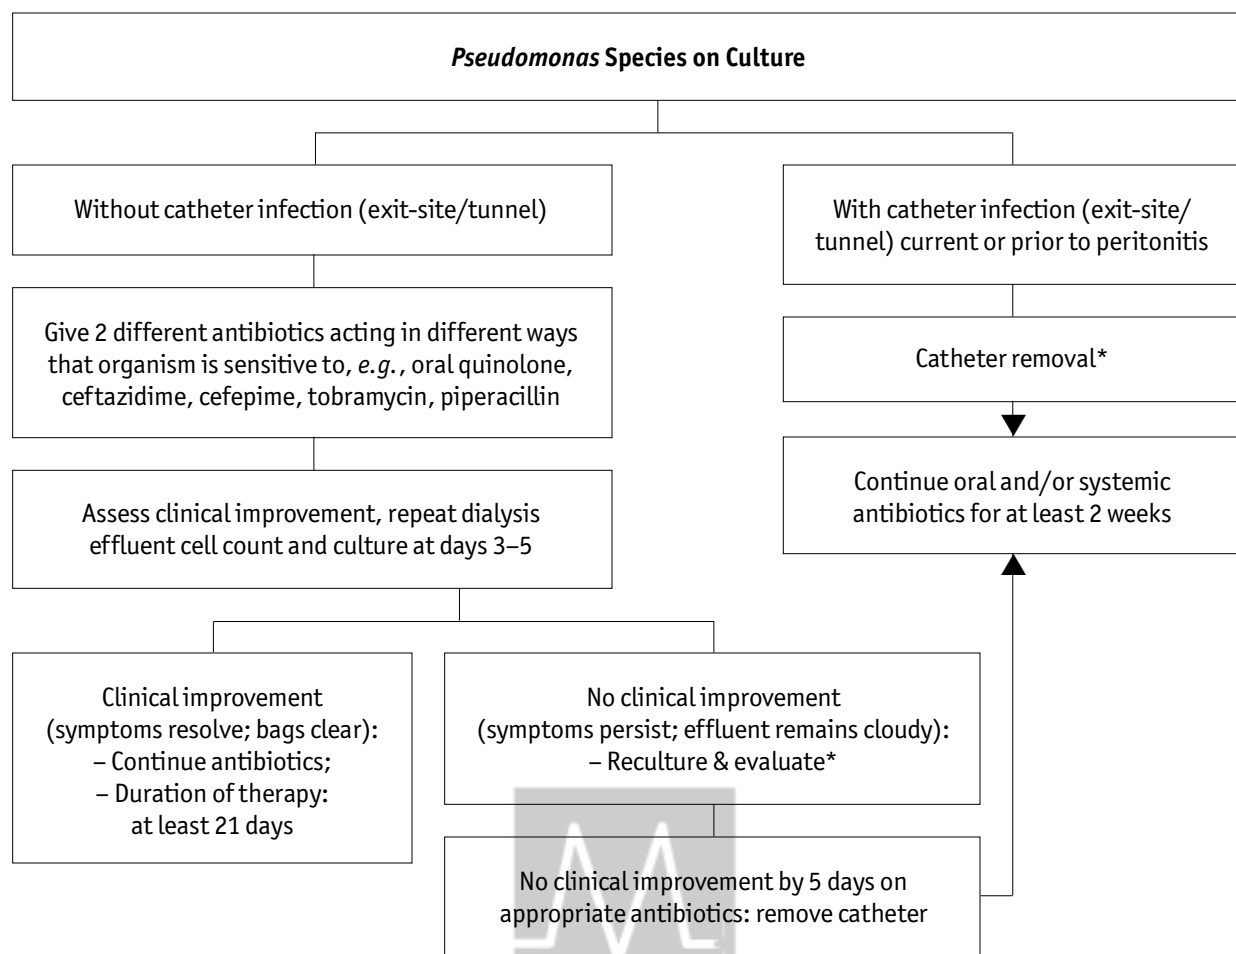 Pseudomonas Species on Culture
Without catheter infection (exit-site/tunnel)
Give 2 different antibiotics acting in different ways
that organism is sensitive to, e.g., oral quinolone,
ceftazidime, cefepime, tobramycin, piperacillin
Assess clinical improvement, repeat dialysis
effluent cell count and culture at days 3–5
Clinical improvement
(symptoms resolve; bags clear):
– Continue antibiotics;
– Duration of therapy:
at least 21 days
No clinical improvement
(symptoms persist; effluent remains cloudy):
– Reculture & evaluate*
No clinical improvement by 5 days on
appropriate antibiotics: remove catheter
With catheter infection (exit-site/
tunnel) current or prior to peritonitis
Catheter removal*
Continue oral and/or systemic
antibiotics for at least 2 weeks